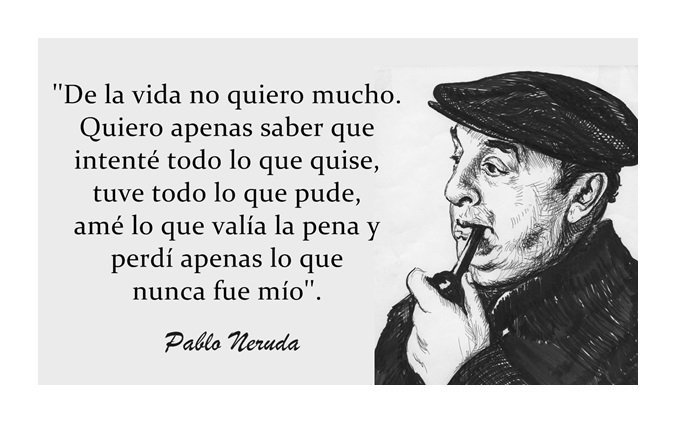 "De la vida no quiero mucho.
Quiero apenas saber que
intenté todo lo que quise,
tuve todo lo que pude,
amé lo que valía la pena y
perdí apenas lo que
nunca fue mío".
Pablo Neruda